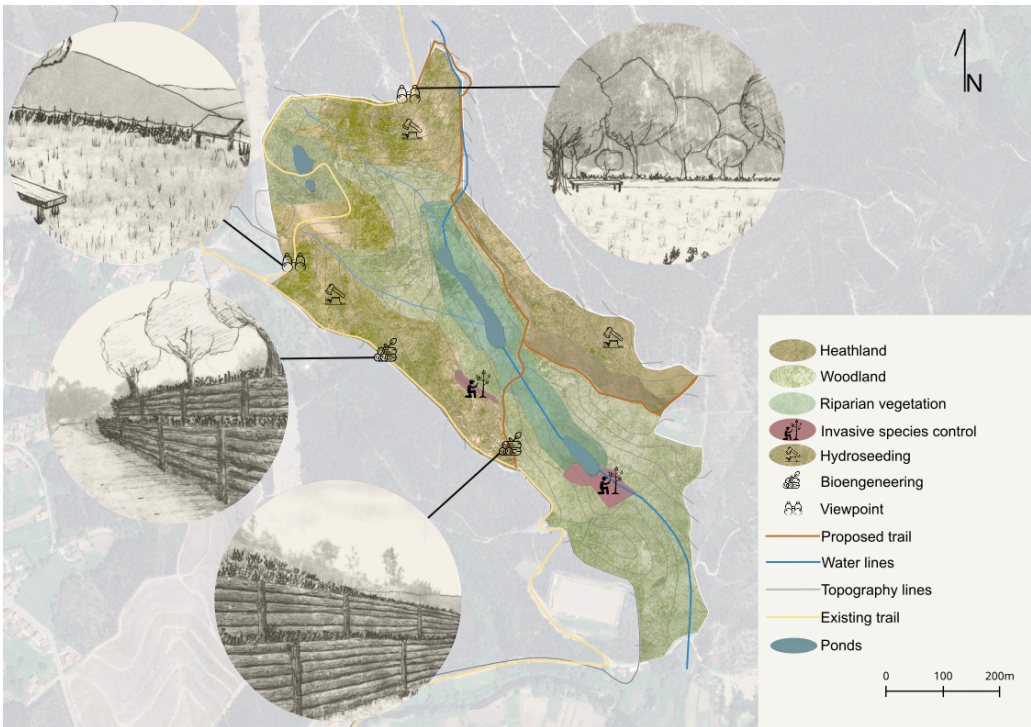 N
Heathland
Woodland
Riparian vegetation
Invasive species control
Hydroseeding
Bioengeneering
Viewpoint
Proposed trail
Water lines
Topography lines
Existing trail
Ponds
0 100 200m